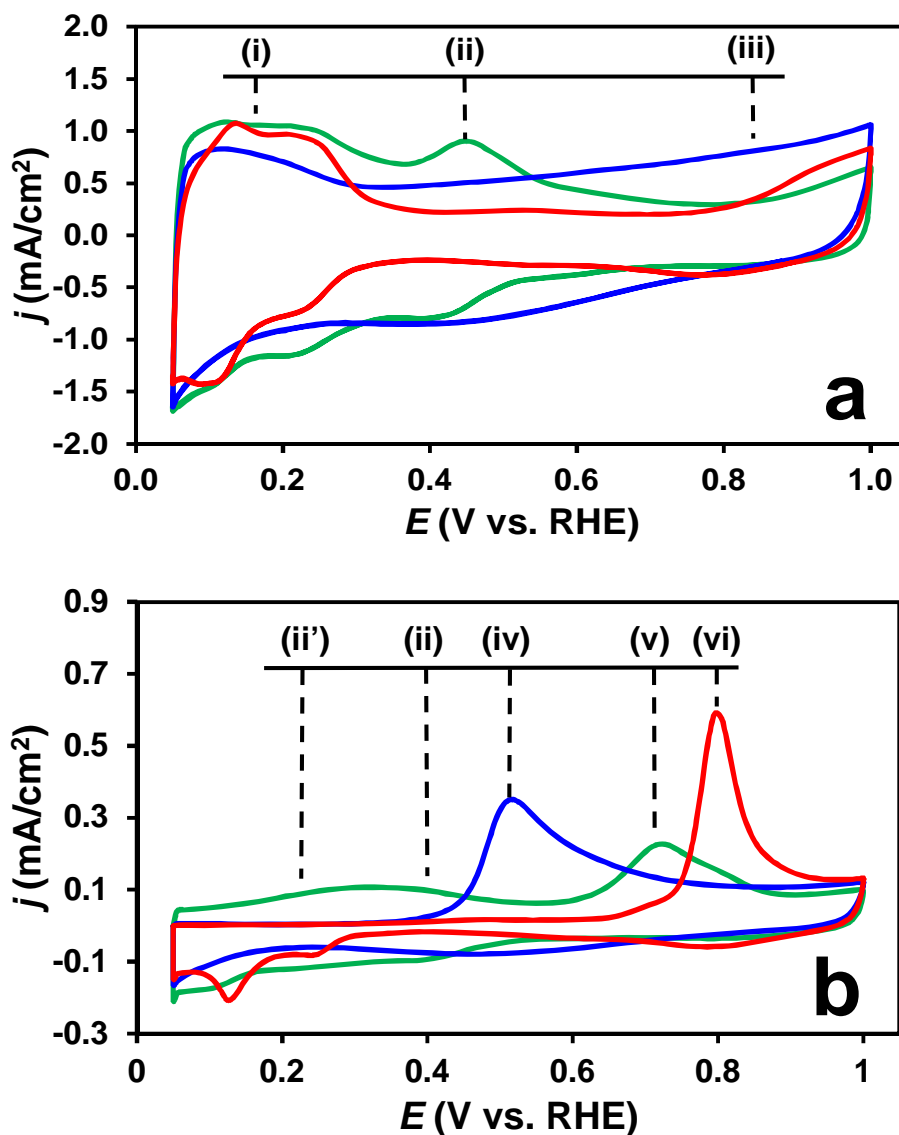 (i) (ii) (iii)
2.0
1.5
1.0
0.5
0.0
-0.5
-1.0
-1.5
-2.0
j (mA/cm²)
a
0.0 0.2 0.4 0.6 0.8 1.0
E (V vs. RHE)
(ii’) (ii) (iv) (v) (vi)
0.9
0.7
0.5
0.3
0.1
-0.1
-0.3
j (mA/cm²)
b
0 0.2 0.4 0.6 0.8 1
E (V vs. RHE)